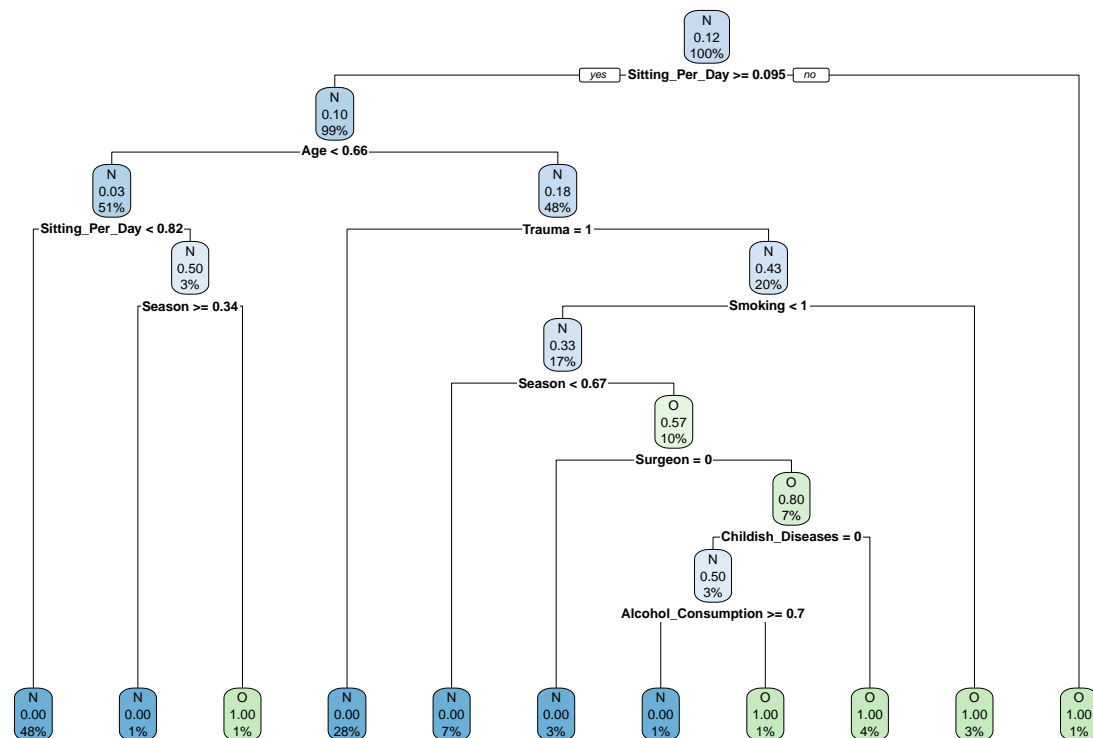 N
0.12
100%
yes Sitting_Per_Day >= 0.095 no
N
0.10
99%
Age < 0.66
N
0.03
51%
N
0.18
48%
Sitting_Per_Day < 0.82
Trauma = 1
N
0.50
3%
N
0.43
20%
Season >= 0.34
Smoking < 1
N
0.33
17%
Season < 0.67
O
0.57
10%
Surgeon = 0
O
0.80
7%
Childish_Diseases = 0
N
0.50
3%
Alcohol_Consumption >= 0.7
N
0.00
48%
N
0.00
1%
O
1.00
1%
N
0.00
28%
N
0.00
7%
N
0.00
3%
N
0.00
1%
O
1.00
1%
O
1.00
4%
O
1.00
3%
O
1.00
1%